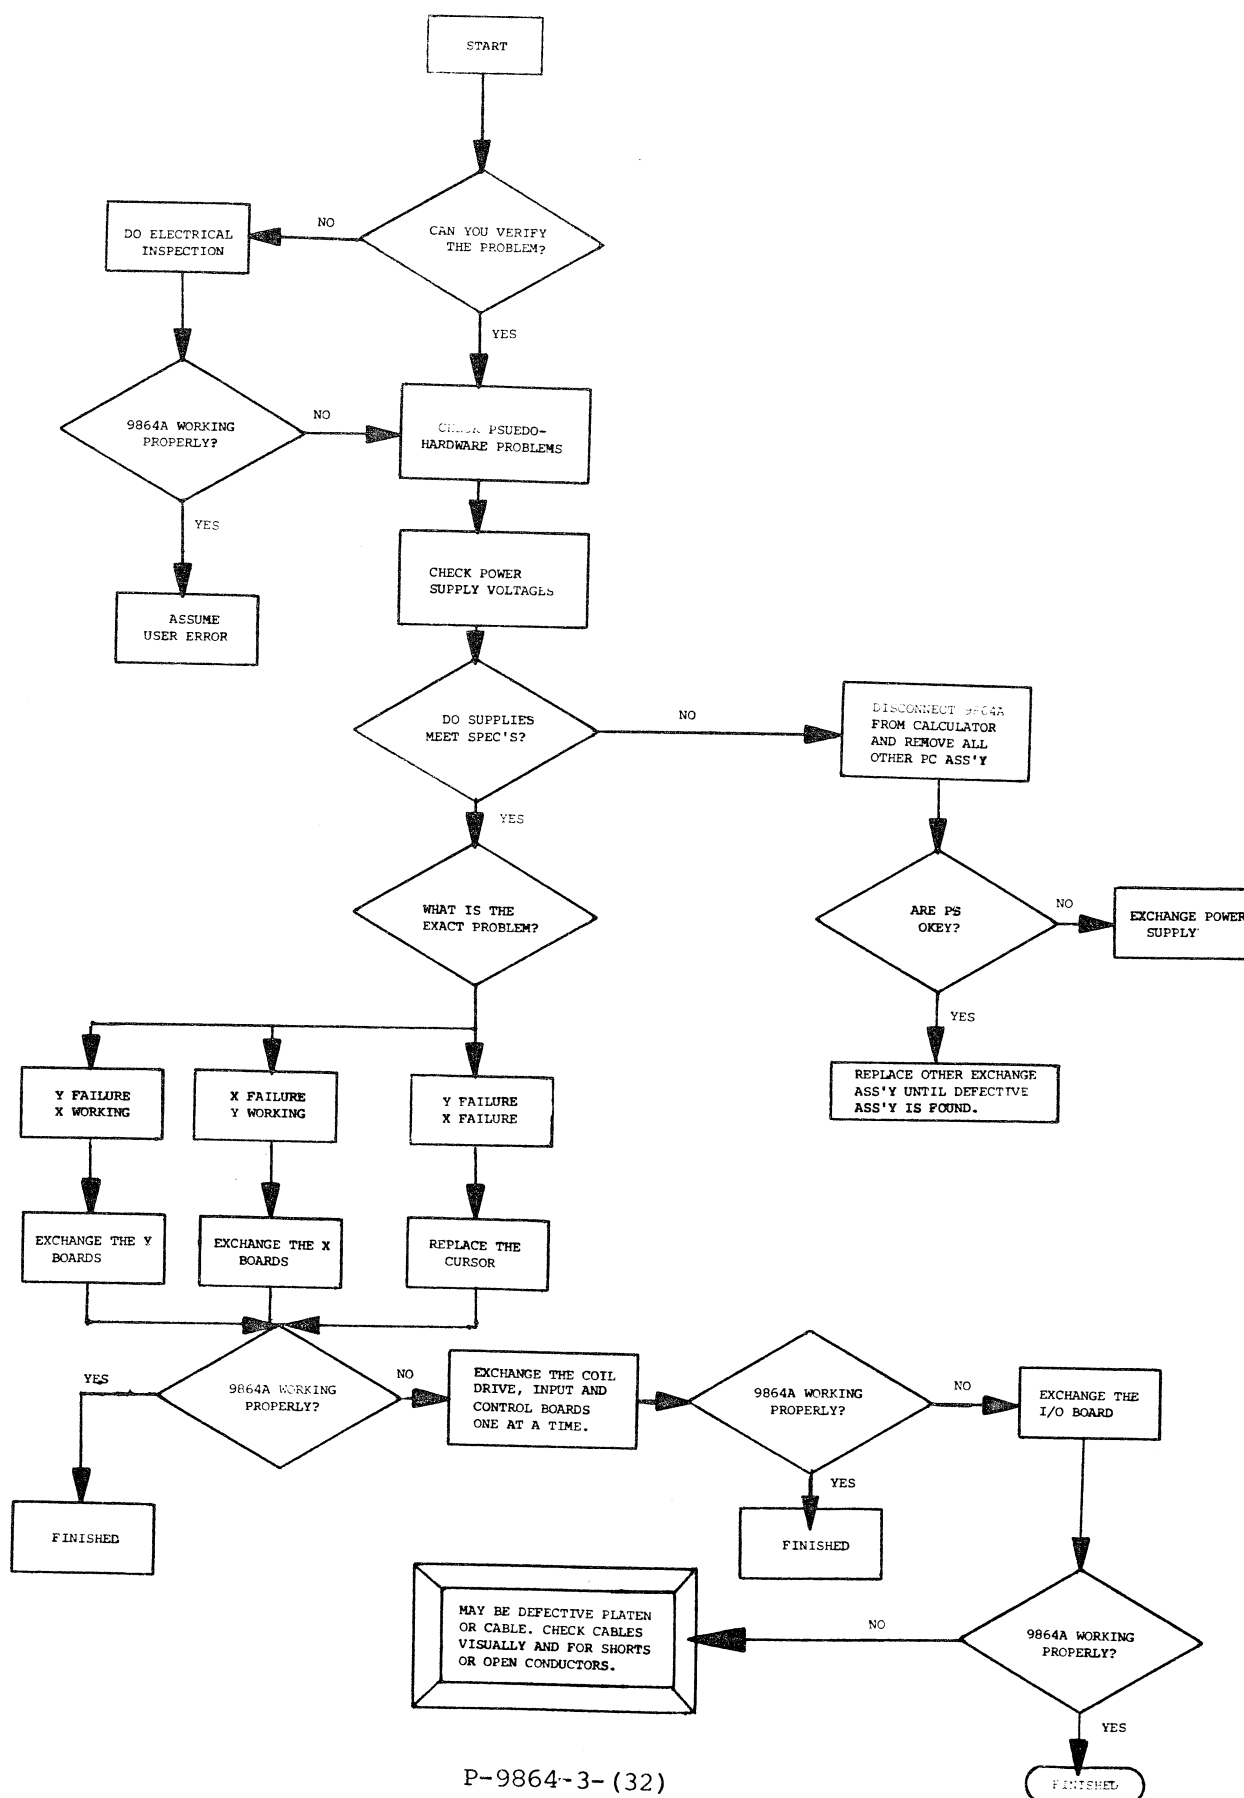 START
CAN YOU VERIFY
THE PROBLEM?
NO
DO ELECTRICAL
INSPECTION
YES
9864A WORKING
PROPERLY?
NO
CHECK PSUEDO-
HARDWARE PROBLEMS
YES
ASSUME
USER ERROR
CHECK POWER
SUPPLY VOLTAGES
DO SUPPLIES
MEET SPEC'S?
NO
DISCONNECT 9864A
FROM CALCULATOR
AND REMOVE ALL
OTHER PC ASS'Y
YES
WHAT IS THE
EXACT PROBLEM?
ARE PS
OKEY?
NO
EXCHANGE POWER
SUPPLY
YES
REPLACE OTHER EXCHANGE
ASS'Y UNTIL DEFECTIVE
ASS'Y IS FOUND.
Y FAILURE
X WORKING
X FAILURE
Y WORKING
Y FAILURE
X FAILURE
EXCHANGE THE Y
BOARDS
EXCHANGE THE X
BOARDS
REPLACE THE
CURSOR
YES
9864A WORKING
PROPERLY?
NO
EXCHANGE THE COIL
DRIVE, INPUT AND
CONTROL BOARDS
ONE AT A TIME.
9864A WORKING
PROPERLY?
NO
EXCHANGE THE
I/O BOARD
YES
FINISHED
FINISHED
MAY BE DEFECTIVE PLATEN
OR CABLE. CHECK CABLES
VISUALLY AND FOR SHORTS
OR OPEN CONDUCTORS.
NO
9864A WORKING
PROPERLY?
YES
FINISHED
P-9864-3-(32)